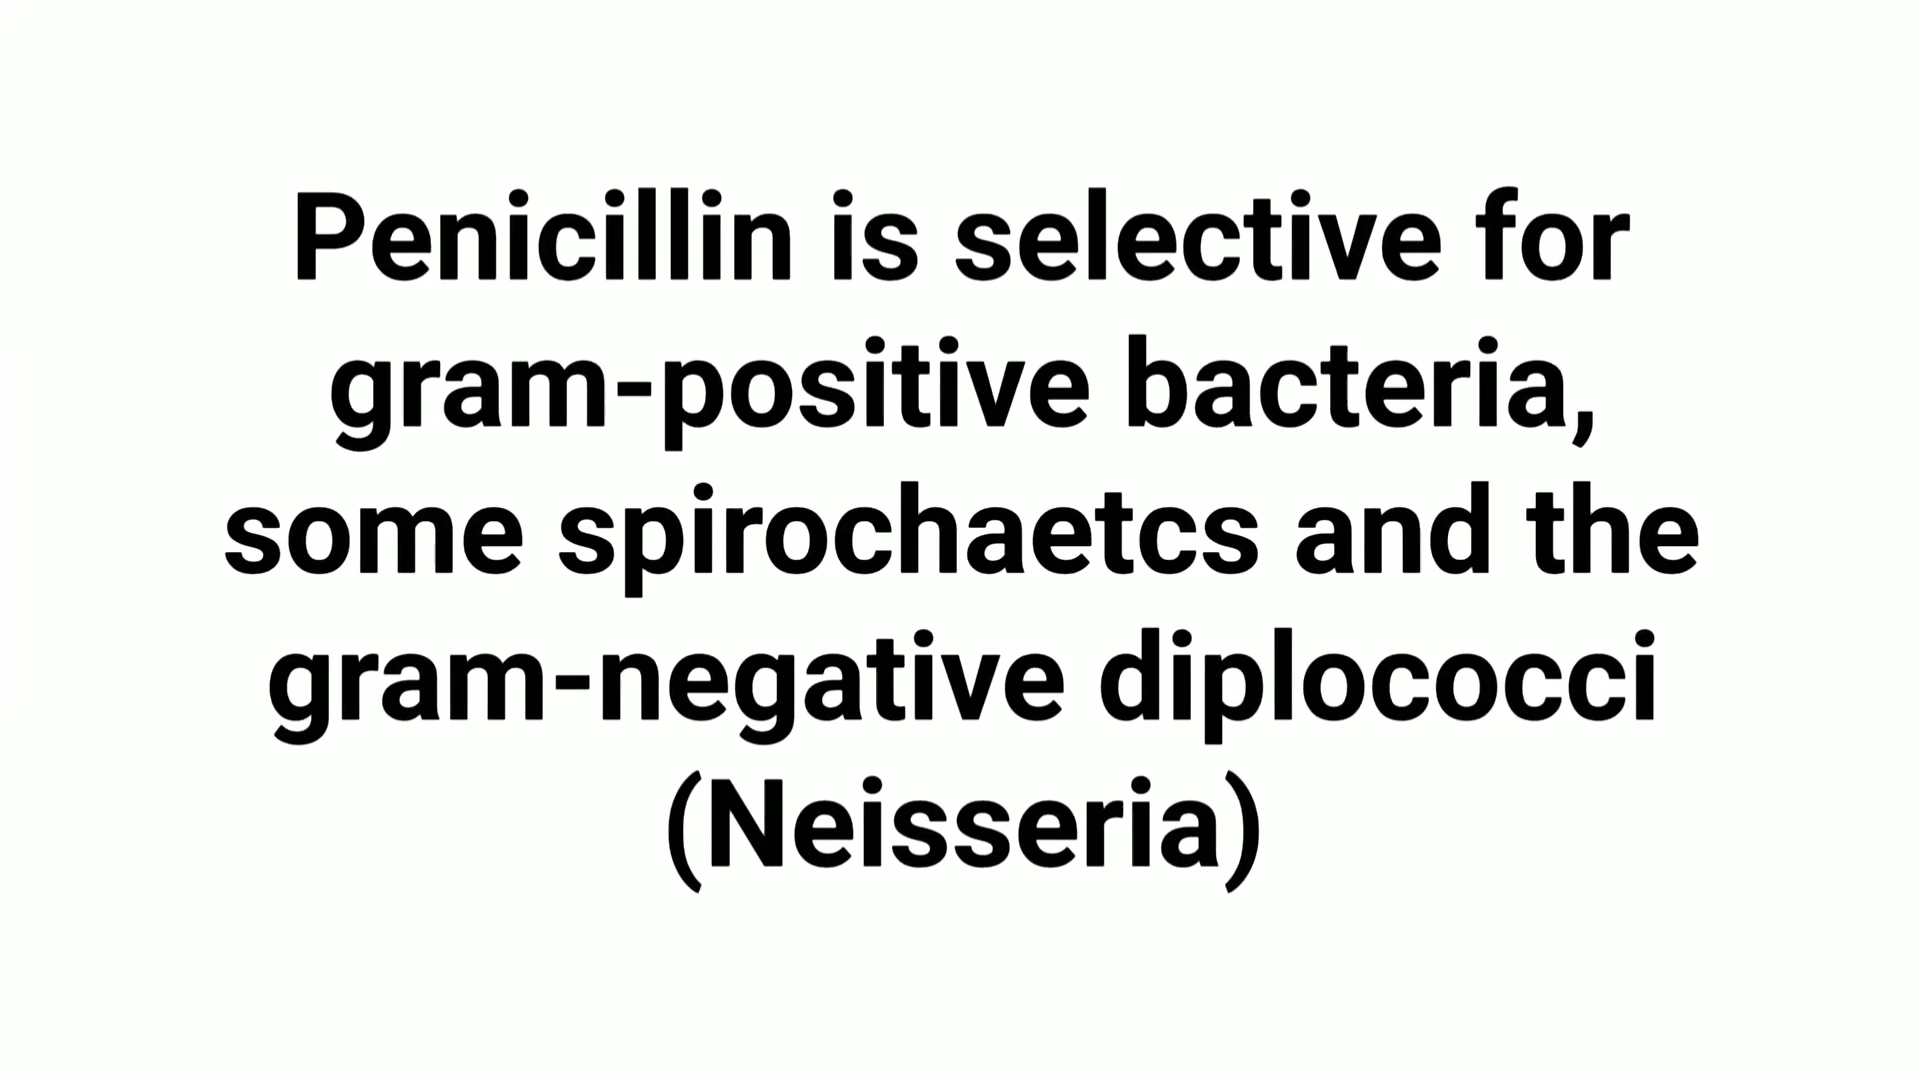 Penicillin is selective for
gram-positive bacteria,
some spirochaetcs and the
gram-negative diplococci
(Neisseria)